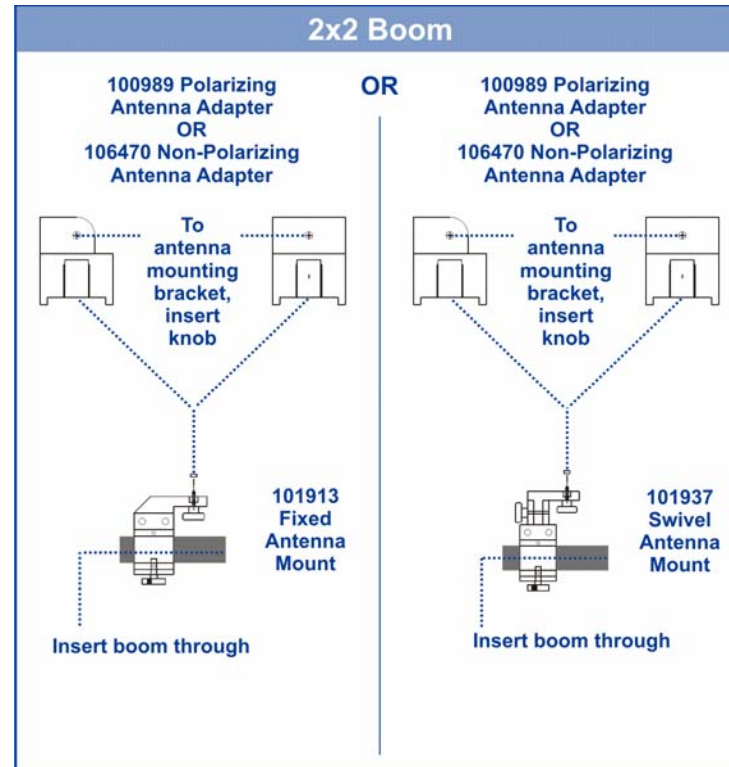 2x2 Boom
100989 Polarizing
Antenna Adapter
OR
106470 Non-Polarizing
Antenna Adapter
To
antenna
mounting
bracket,
insert
knob
101913
Fixed
Antenna
Mount
Insert boom through
OR
100989 Polarizing
Antenna Adapter
OR
106470 Non-Polarizing
Antenna Adapter
To
antenna
mounting
bracket,
insert
knob
101937
Swivel
Antenna
Mount
Insert boom through